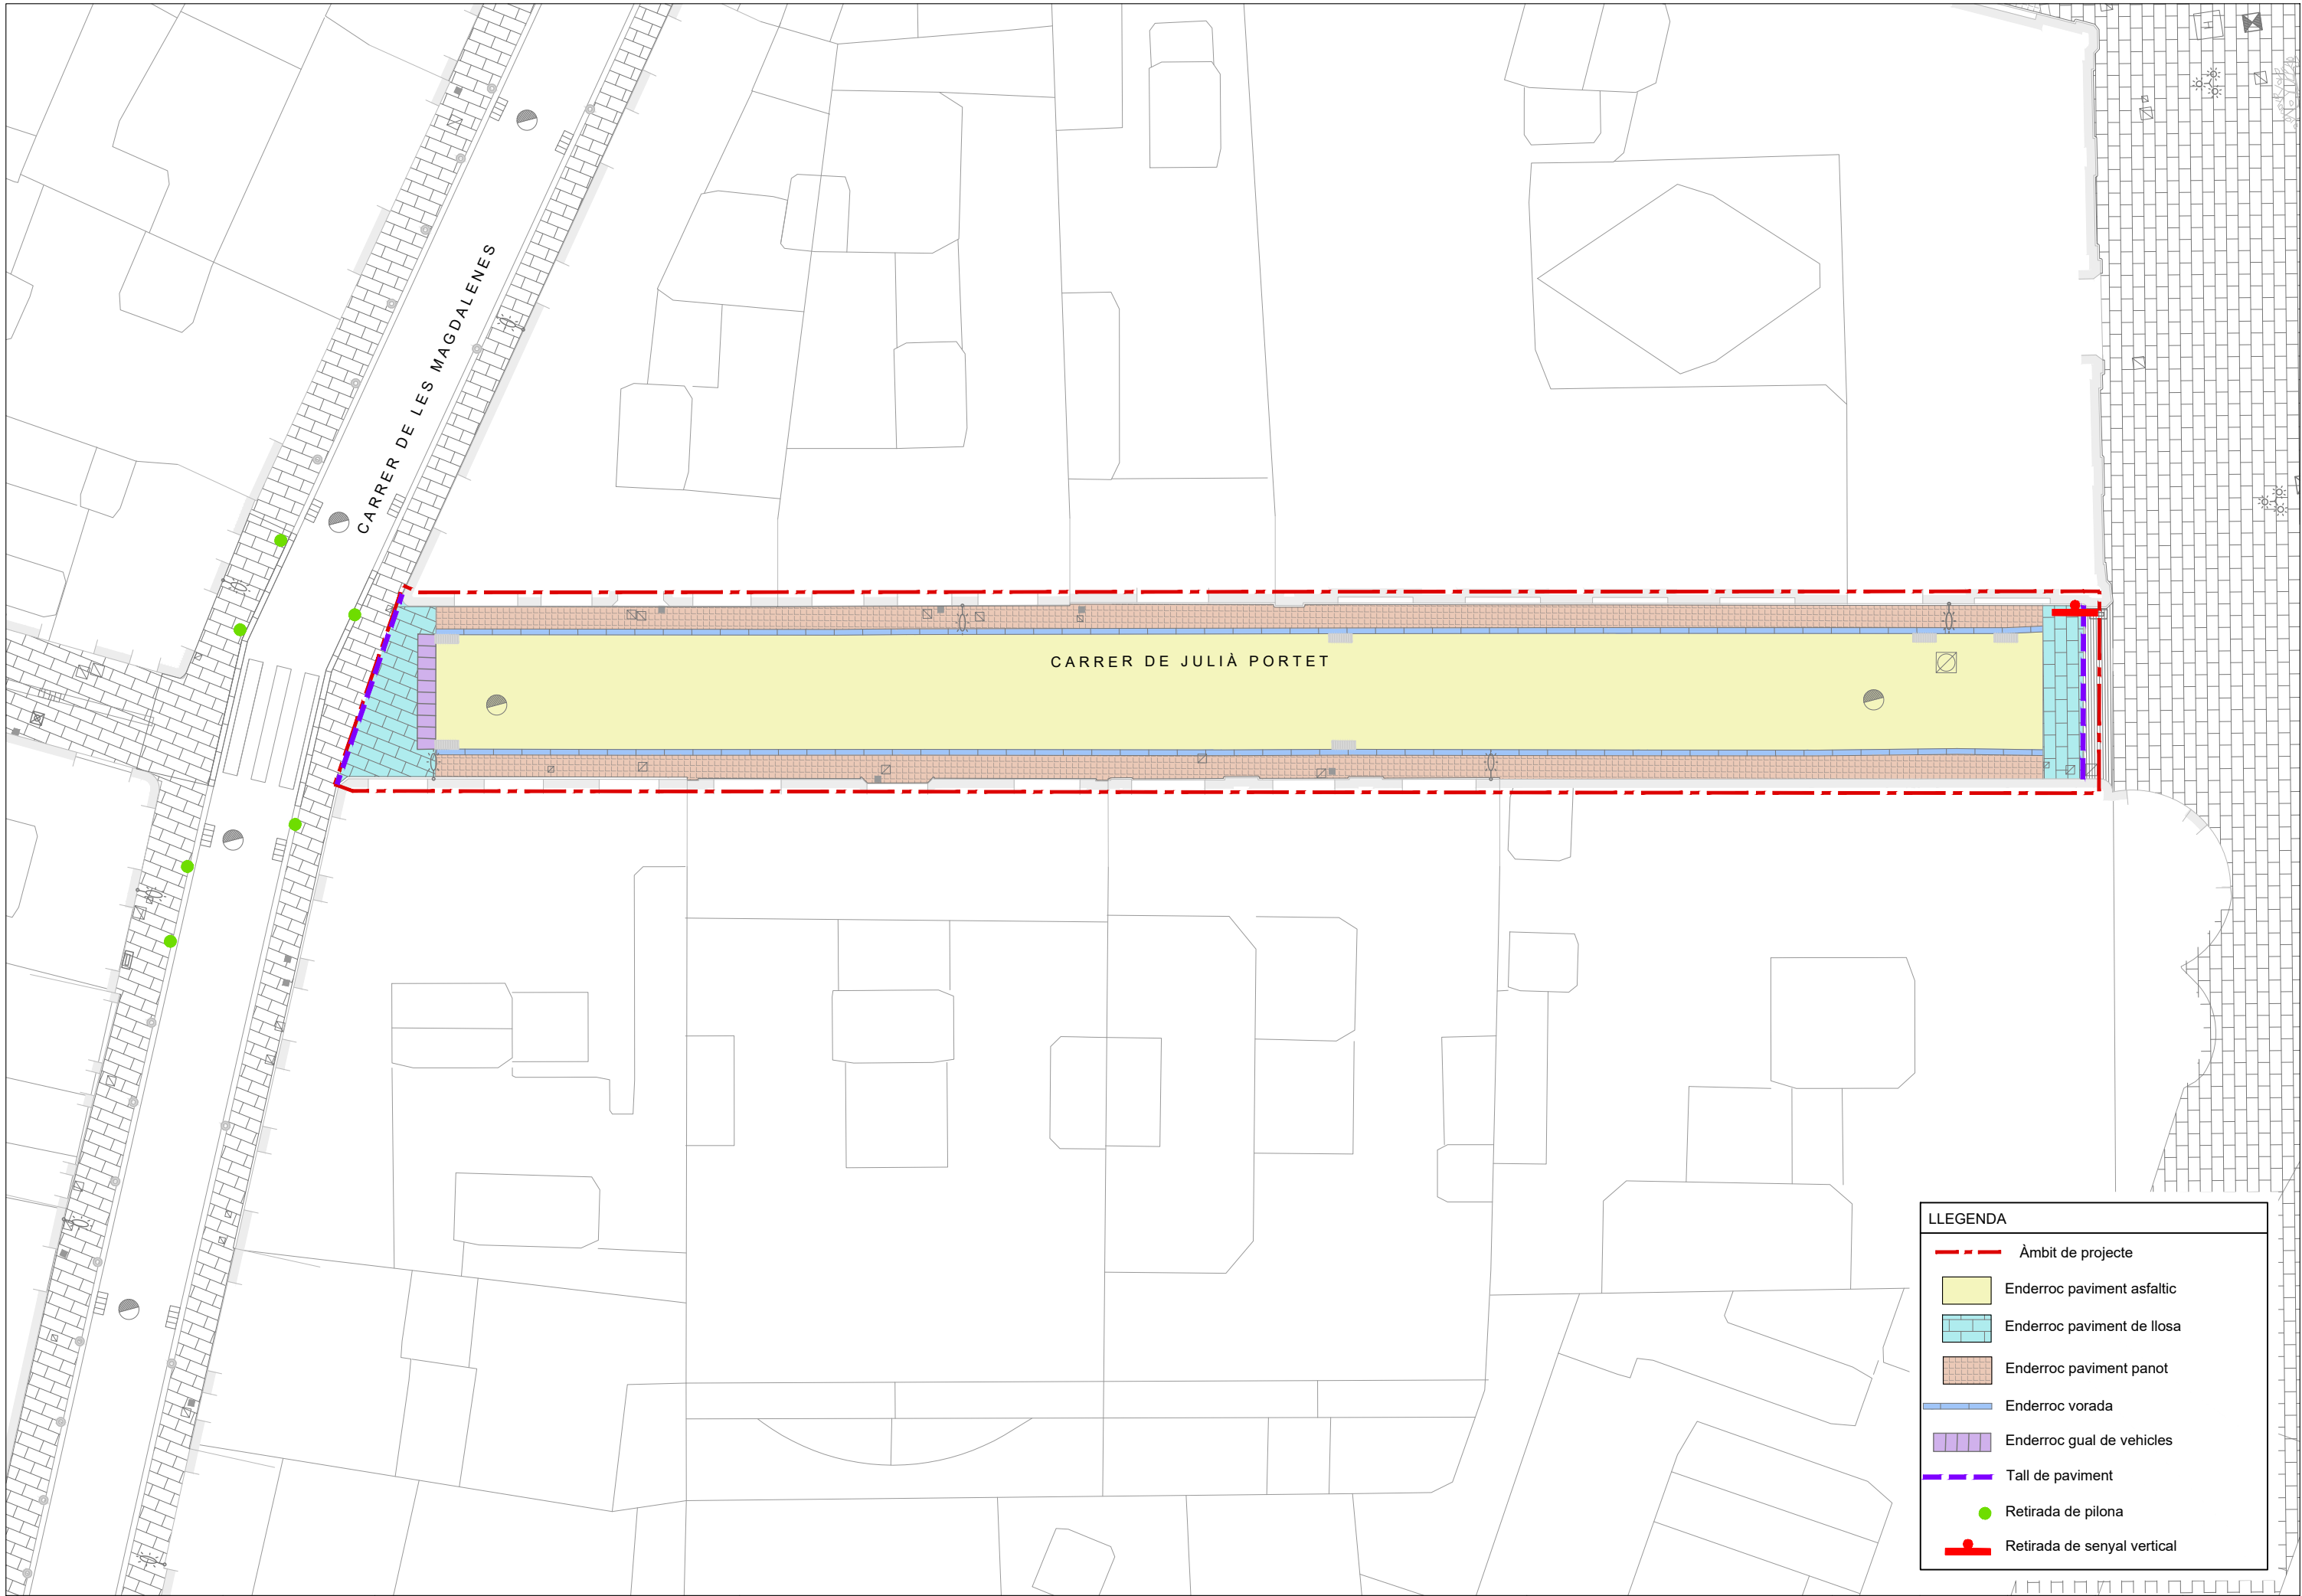 CARRER DE LES MAGDALENES
CARRER DE JULIÀ PORTET
LLEGENDA
Àmbit de projecte
Enderroc paviment asfaltic
Enderroc paviment de llosa
Enderroc paviment panot
Enderroc vorada
Enderroc gual de vehicles
Tall de paviment
Retirada de pilona
Retirada de senyal vertical